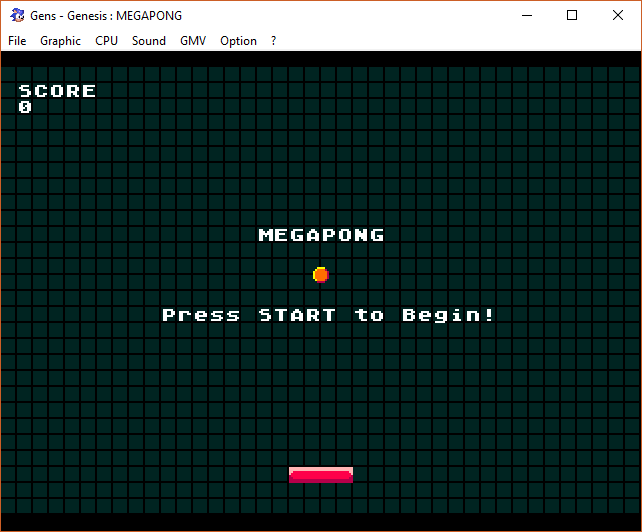 Gens - Genesis : MEGAPONG
File Graphic CPU Sound GMV Option ?
SCORE
0
MEGAPONG
Press START to Begin!